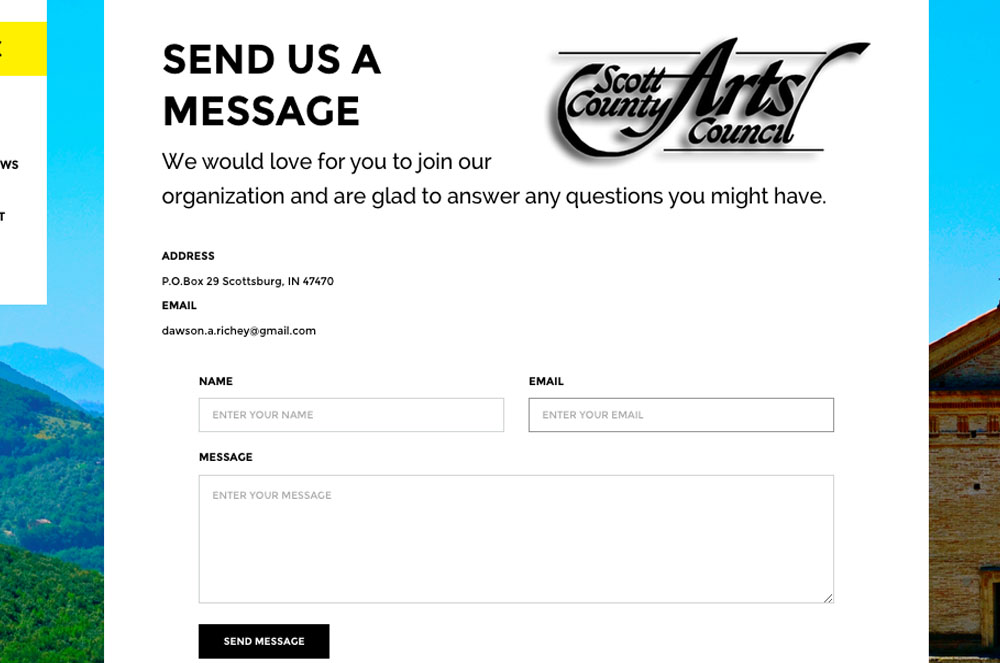 SEND US A
MESSAGE
Scott
County Arts
Council
We would love for you to join our
organization and are glad to answer any questions you might have.
WS
T
ADDRESS
P.O.Box 29 Scottsburg, IN 47470
EMAIL
dawson.a.richey@gmail.com
NAME EMAIL
ENTER YOUR NAME ENTER YOUR EMAIL
MESSAGE
ENTER YOUR MESSAGE
SEND MESSAGE